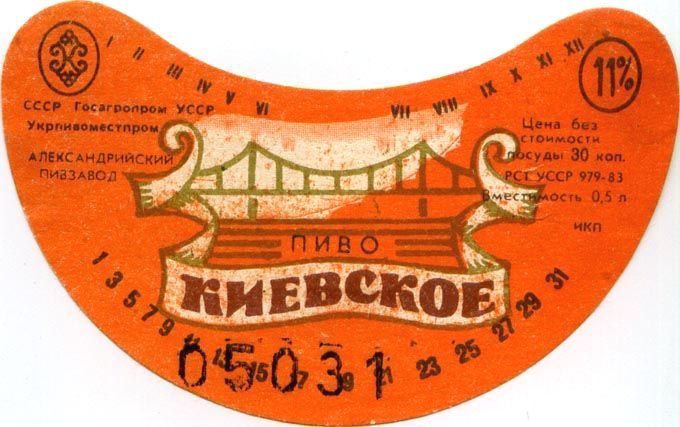 I II III IV V VI VII VIII IX X XI XII
11%
СССР Госагропром УССР
Укрпивоместпром
АЛЕКСАНДРИЙСКИЙ
ПИВЗАВОД
Цена без
стоимости
посуды 30 коп.
РСТ УССР 979-83
Вместимость 0,5 л
ИКП
ПИВО
КИЕВСКОЕ
1 3 5 7 9 21 23 25 27 29 31
05031